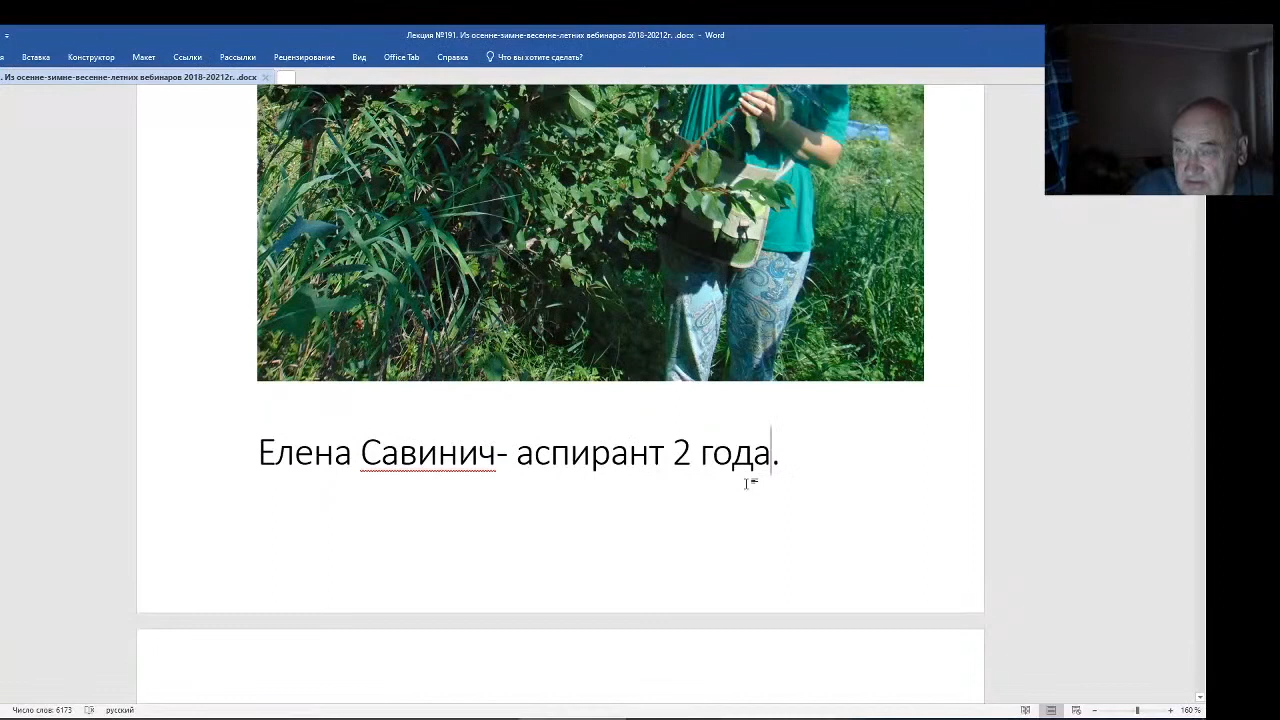 Лекция №191. Из осенне-зимне-весенне-летних вебинаров 2018-20212г. .docx - Word
Вставка Конструктор Макет Ссылки Рассылки Рецензирование Вид Office Tab Справка Что вы хотите сделать?
. Из осенне-зимне-весенне-летних вебинаров 2018-20212г. .docx
Елена Савинич- аспирант 2 года.
Число слов: 6173 русский 160 %